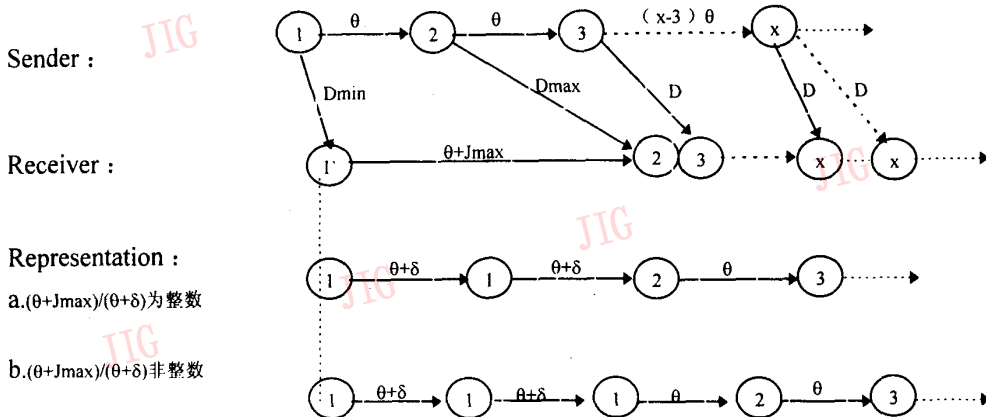 1 θ 2 θ 3 (x-3)θ x
JIG
Sender :
Dmin Dmax D D D
Receiver :
1 θ+Jmax 2 3 x x
JIG
JIG
Representation :
1 θ+δ 1 θ+δ 2 θ 3
JIG
a.(θ+Jmax)/(θ+δ)为整数
JIG
b.(θ+Jmax)/(θ+δ)非整数
1 θ+δ 1 θ+δ 1 θ 2 θ 3